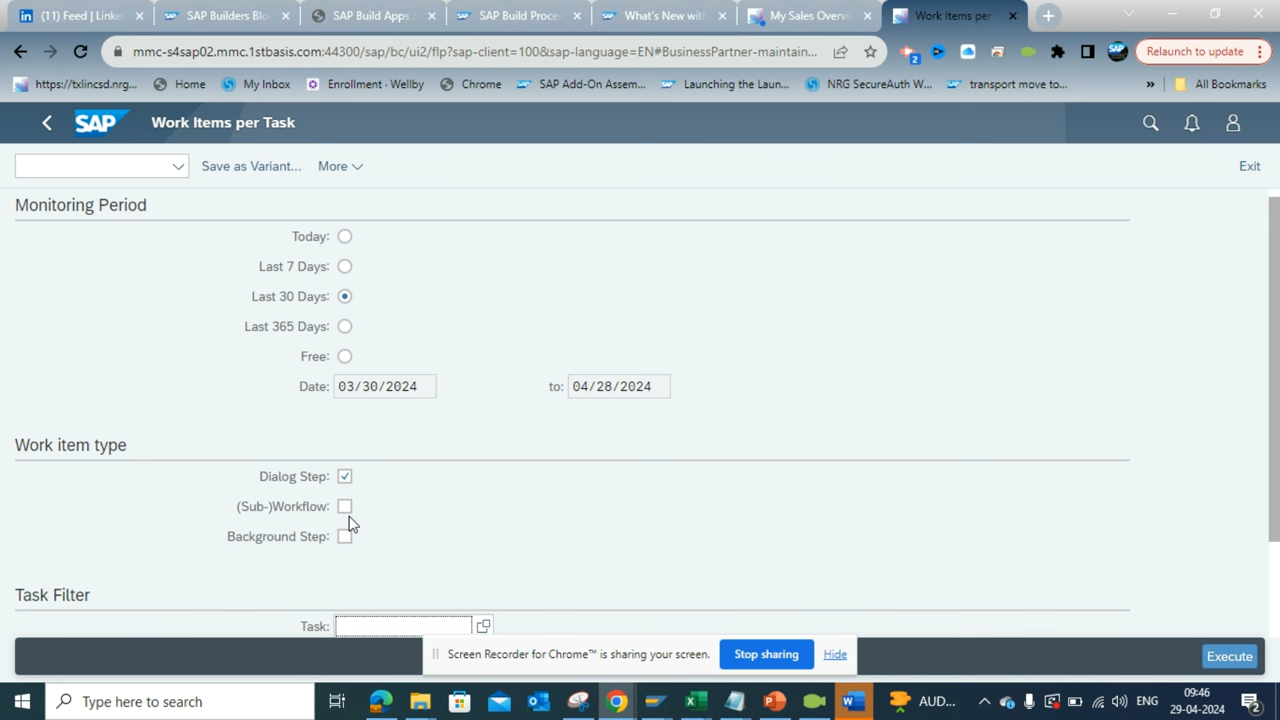 (11) Feed | Linke
SAP Builders Blo
SAP Build Apps
SAP Build Proce
What's New wit
My Sales Overvi
Work Items per
mmc-s4sap02.mmc.1stbasis.com:44300/sap/bc/ui2/flp?sap-client=100&sap-language=EN#BusinessPartner-maintain...
2
Relaunch to update
https://txlincsd.nrg...
Home
My Inbox
Enrollment · Wellby
Chrome
SAP Add-On Assem...
Launching the Laun...
NRG SecureAuth W...
transport move to...
»
All Bookmarks
SAP
Work Items per Task
Save as Variant...
More
Exit
Monitoring Period
Today:
Last 7 Days:
Last 30 Days:
Last 365 Days:
Free:
Date: 03/30/2024 to: 04/28/2024
Work item type
Dialog Step:
(Sub-)Workflow:
Background Step:
Task Filter
Task:
Screen Recorder for Chrome™ is sharing your screen.
Stop sharing
Hide
Execute
Type here to search
AUD...
ENG
09:46
29-04-2024
2